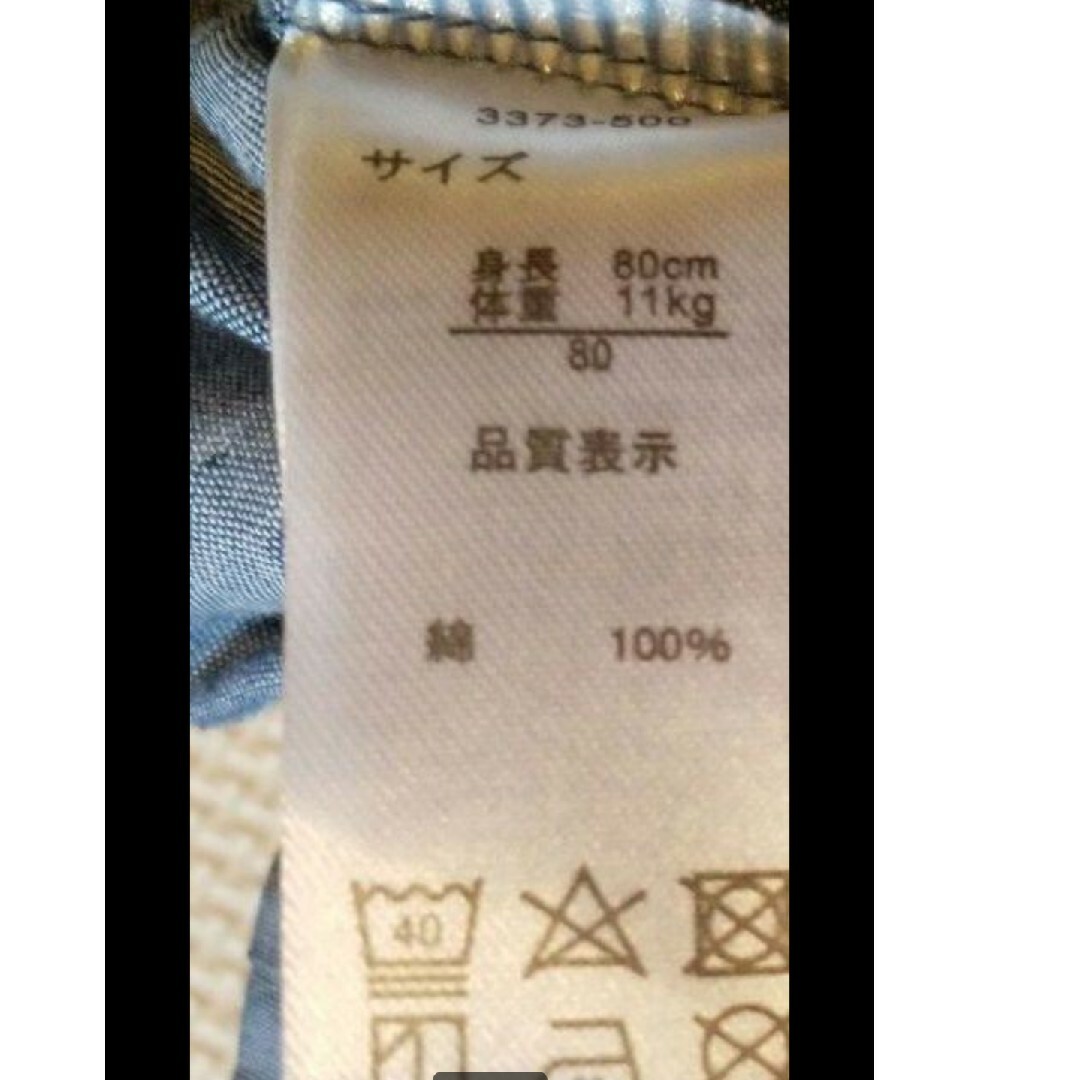 3373-500
サイズ
身長 80cm
体重 11kg
80
品質表示
綿 100%
40